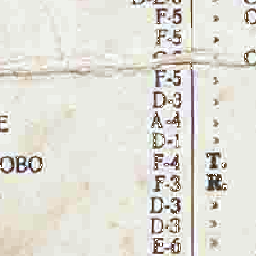 F-5 » C
F-5 »
F-5 »
D-3 »
E A-4 »
D-1 »
OBO F-4 T.
F-3 R.
D-3 »
D-3 »
E-6 »